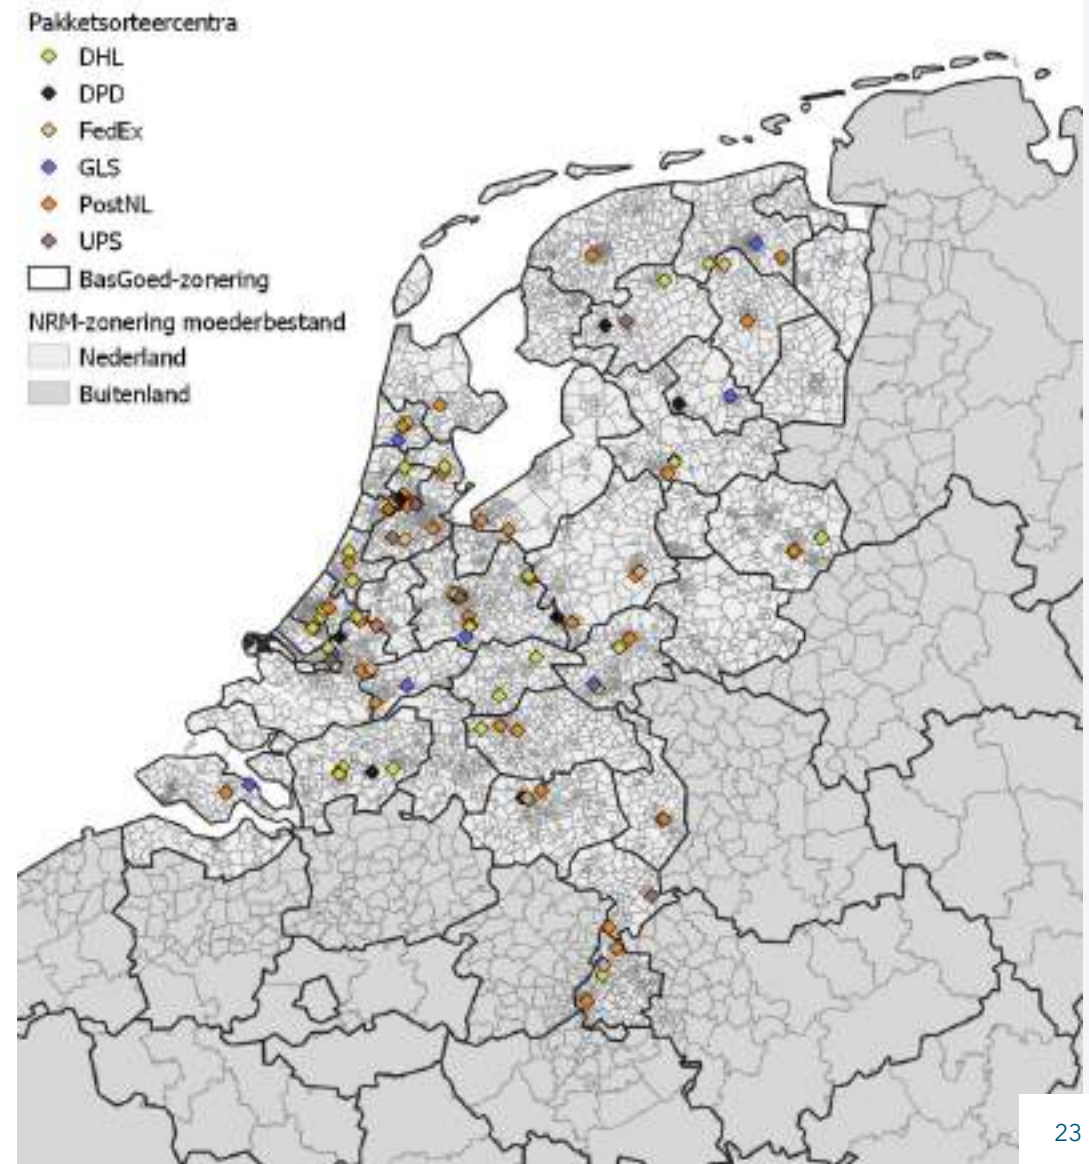 Pakketsorteercentra
DHL
DPD
FedEx
GLS
PostNL
UPS
BasGoed-zonering
NRM-zonering moederbestand
Nederland
Buitenland
23